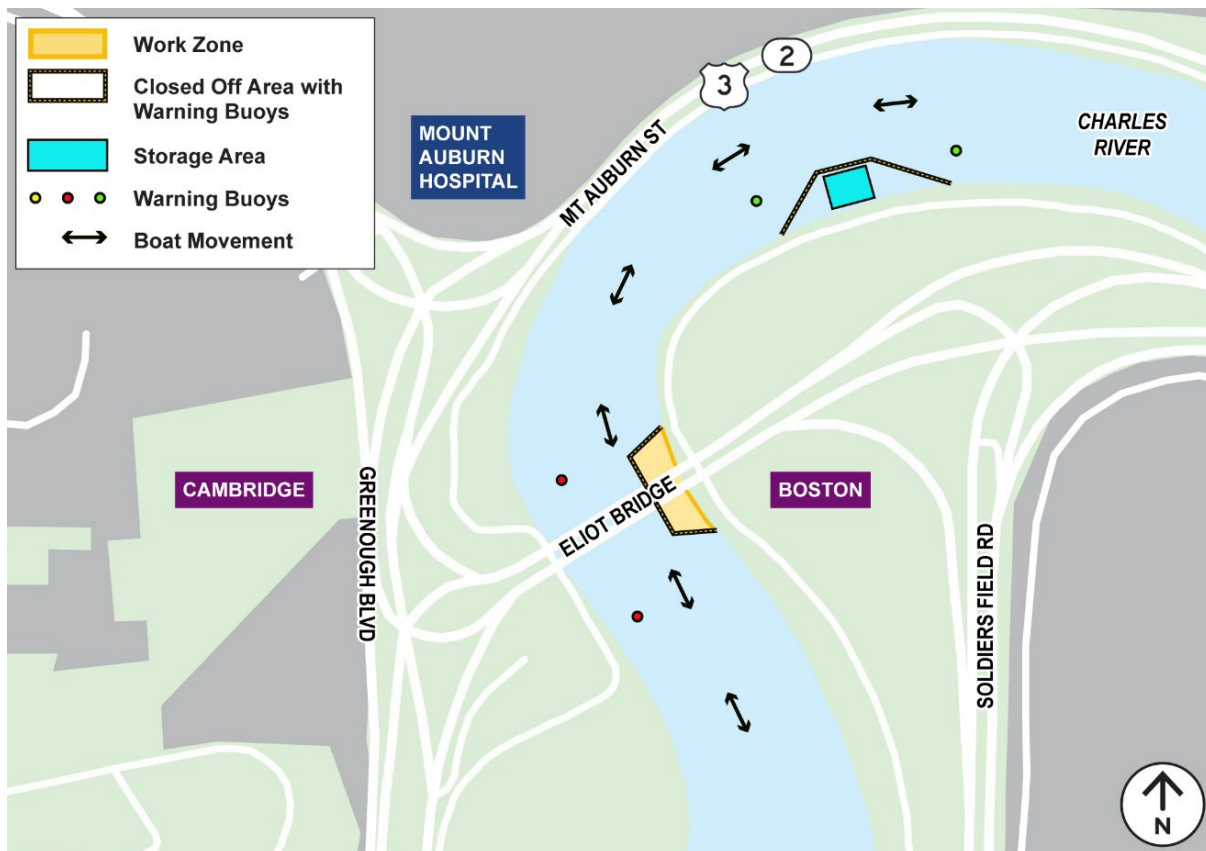 Work Zone
Closed Off Area with
Warning Buoys
Storage Area
Warning Buoys
Boat Movement
MOUNT
AUBURN
HOSPITAL
3
2
MT AUBURN ST
CHARLES
RIVER
CAMBRIDGE
GREENOUGH BLVD
ELIOT BRIDGE
BOSTON
SOLDIERS FIELD RD
N